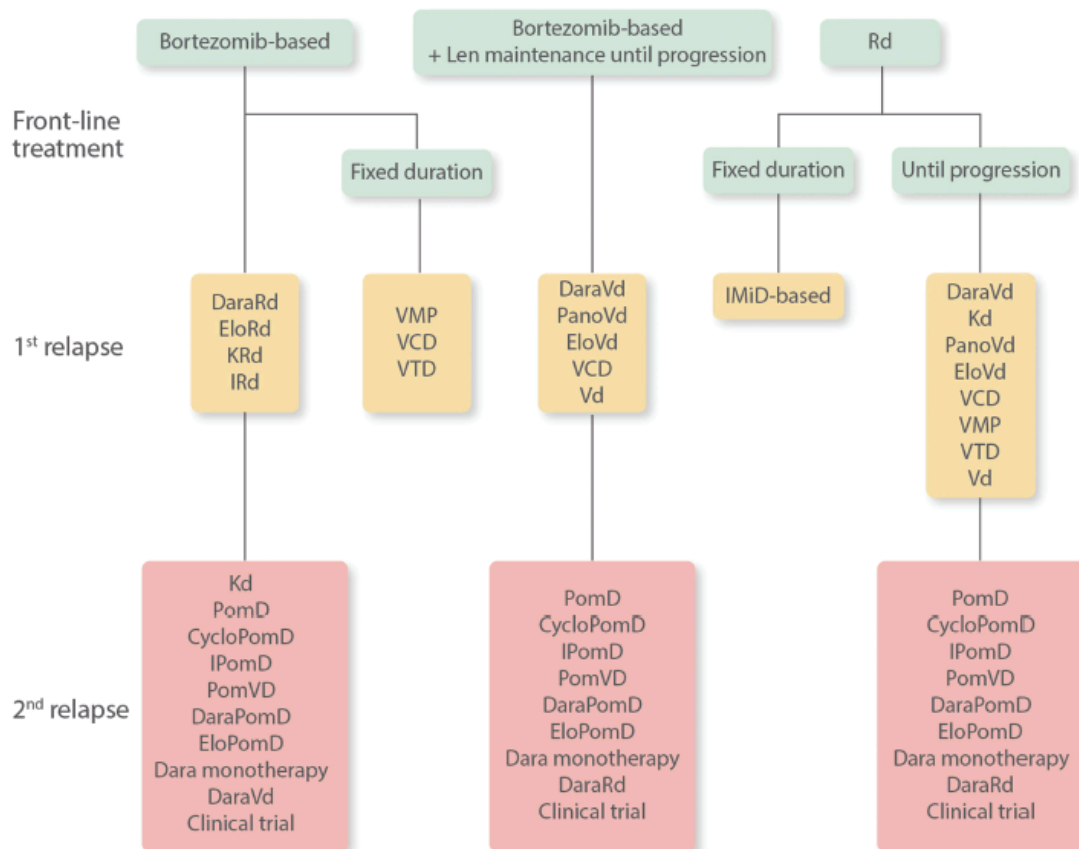 Bortezomib-based
Bortezomib-based
+ Len maintenance until progression
Rd
Front-line
treatment
Fixed duration
Fixed duration
Until progression
1st relapse
DaraRd
EloRd
KRd
IRd
VMP
VCD
VTD
DaraVd
PanoVd
EloVd
VCD
Vd
IMiD-based
DaraVd
Kd
PanoVd
EloVd
VCD
VMP
VTD
Vd
2nd relapse
Kd
PomD
CycloPomD
IPomD
PomVD
DaraPomD
EloPomD
Dara monotherapy
DaraVd
Clinical trial
PomD
CycloPomD
IPomD
PomVD
DaraPomD
EloPomD
Dara monotherapy
DaraRd
Clinical trial
PomD
CycloPomD
IPomD
PomVD
DaraPomD
EloPomD
Dara monotherapy
DaraRd
Clinical trial